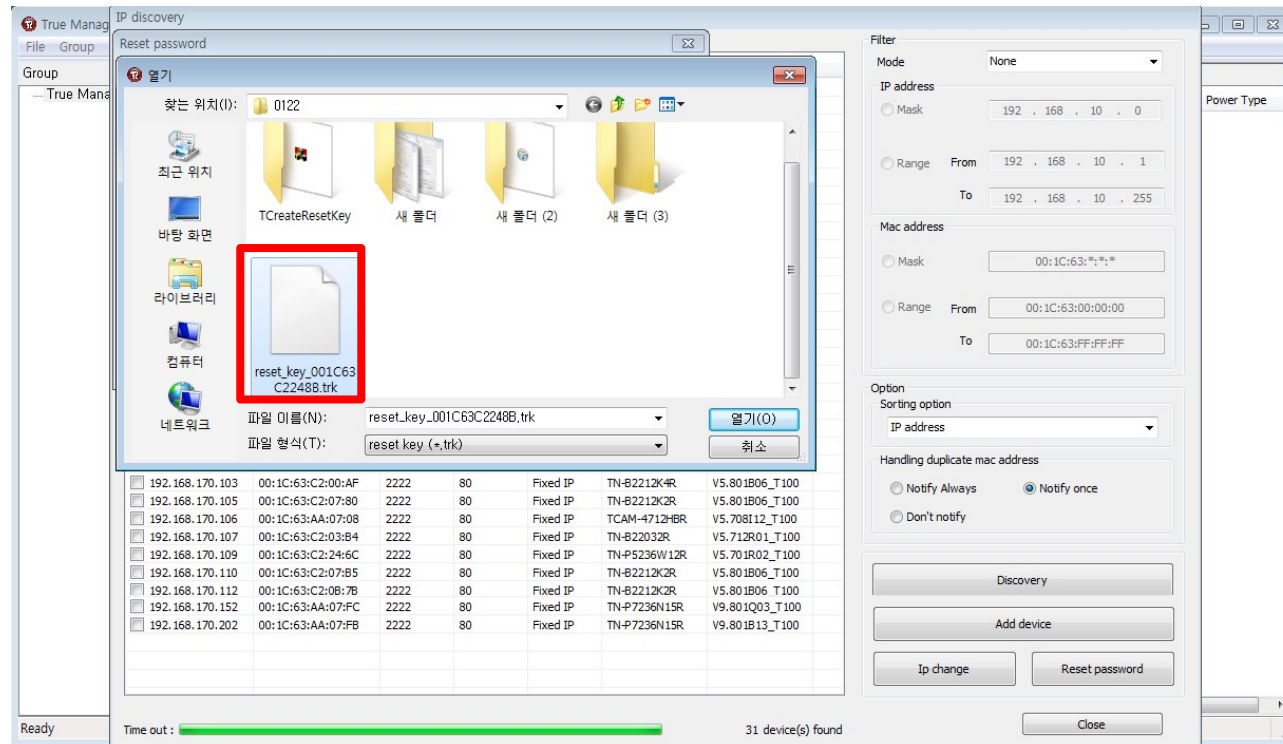 True Manag
File Group
Group
True Mana
Ready
IP discovery
Reset password
열기
찾는 위치(I): 0122
최근 위치
바탕 화면
라이브러리
컴퓨터
네트워크
TCreateResetKey
새 폴더
새 폴더 (2)
새 폴더 (3)
reset_key_001C63
C2248B.trk
파일 이름(N): reset_key_001C63C2248B,trk 열기(O)
파일 형식(T): reset key (*,trk) 취소
192.168.170.103 00:1C:63:C2:00:AF 2222 80 Fixed IP TN-B2212K4R V5.801B06_T100
192.168.170.105 00:1C:63:C2:07:80 2222 80 Fixed IP TN-B2212K2R V5.801B06_T100
192.168.170.106 00:1C:63:AA:07:08 2222 80 Fixed IP TCAM-4712HBR V5.708I12_T100
192.168.170.107 00:1C:63:C2:03:B4 2222 80 Fixed IP TN-B22032R V5.712R01_T100
192.168.170.109 00:1C:63:C2:24:6C 2222 80 Fixed IP TN-P5236W12R V5.701R02_T100
192.168.170.110 00:1C:63:C2:07:B5 2222 80 Fixed IP TN-B2212K2R V5.801B06_T100
192.168.170.112 00:1C:63:C2:0B:7B 2222 80 Fixed IP TN-B2212K2R V5.801B06_T100
192.168.170.152 00:1C:63:AA:07:FC 2222 80 Fixed IP TN-P7236N15R V9.801Q03_T100
192.168.170.202 00:1C:63:AA:07:FB 2222 80 Fixed IP TN-P7236N15R V9.801B13_T100
Time out : 31 device(s) found
Filter
Mode None
IP address
Mask 192 . 168 . 10 . 0
Range From 192 . 168 . 10 . 1
To 192 . 168 . 10 . 255
Mac address
Mask 00:1C:63:*:*:*
Range From 00:1C:63:00:00:00
To 00:1C:63:FF:FF:FF
Option
Sorting option
IP address
Handling duplicate mac address
Notify Always Notify once
Don't notify
Discovery
Add device
Ip change Reset password
Close
Power Type